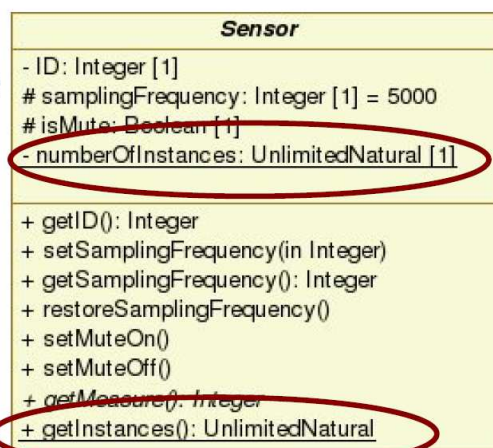 Sensor
- ID: Integer [1]
# samplingFrequency: Integer [1] = 5000
# isMute: Boolean [1]
- numberOfInstances: UnlimitedNatural [1]
+ getID(): Integer
+ setSamplingFrequency(in Integer)
+ getSamplingFrequency(): Integer
+ restoreSamplingFrequency()
+ setMuteOn()
+ setMuteOff()
+ getMeasure(): Integer
+ getInstances(): UnlimitedNatural